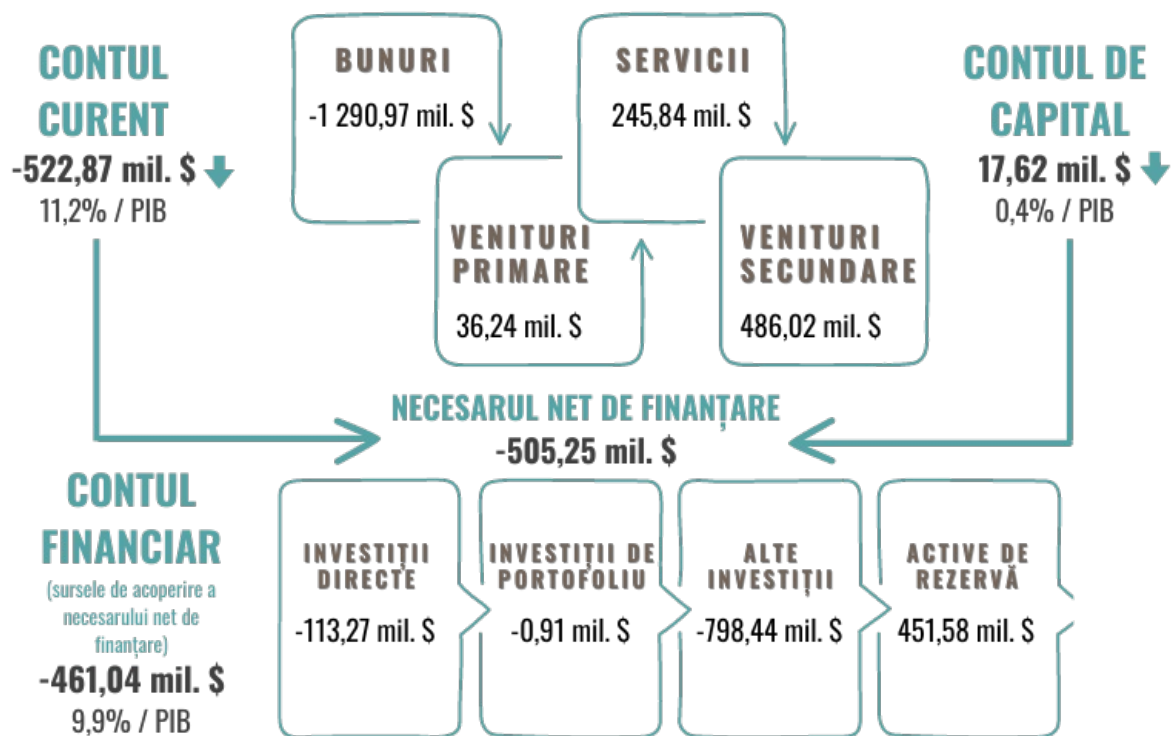 CONTUL
CURENT
-522,87 mil. $
11,2% / PIB
BUNURI
-1 290,97 mil. $
SERVICII
245,84 mil. $
CONTUL DE
CAPITAL
17,62 mil. $
0,4% / PIB
VENITURI
PRIMARE
36,24 mil. $
VENITURI
SECUNDARE
486,02 mil. $
NECESARUL NET DE FINANȚARE
-505,25 mil. $
CONTUL
FINANCIAR
(sursele de acoperire a
necesarului net de
finanțare)
-461,04 mil. $
9,9% / PIB
INVESTIȚII
DIRECTE
-113,27 mil. $
INVESTIȚII DE
PORTOFOLIU
-0,91 mil. $
ALTE
INVESTIȚII
-798,44 mil. $
ACTIVE DE
REZERVĂ
451,58 mil. $